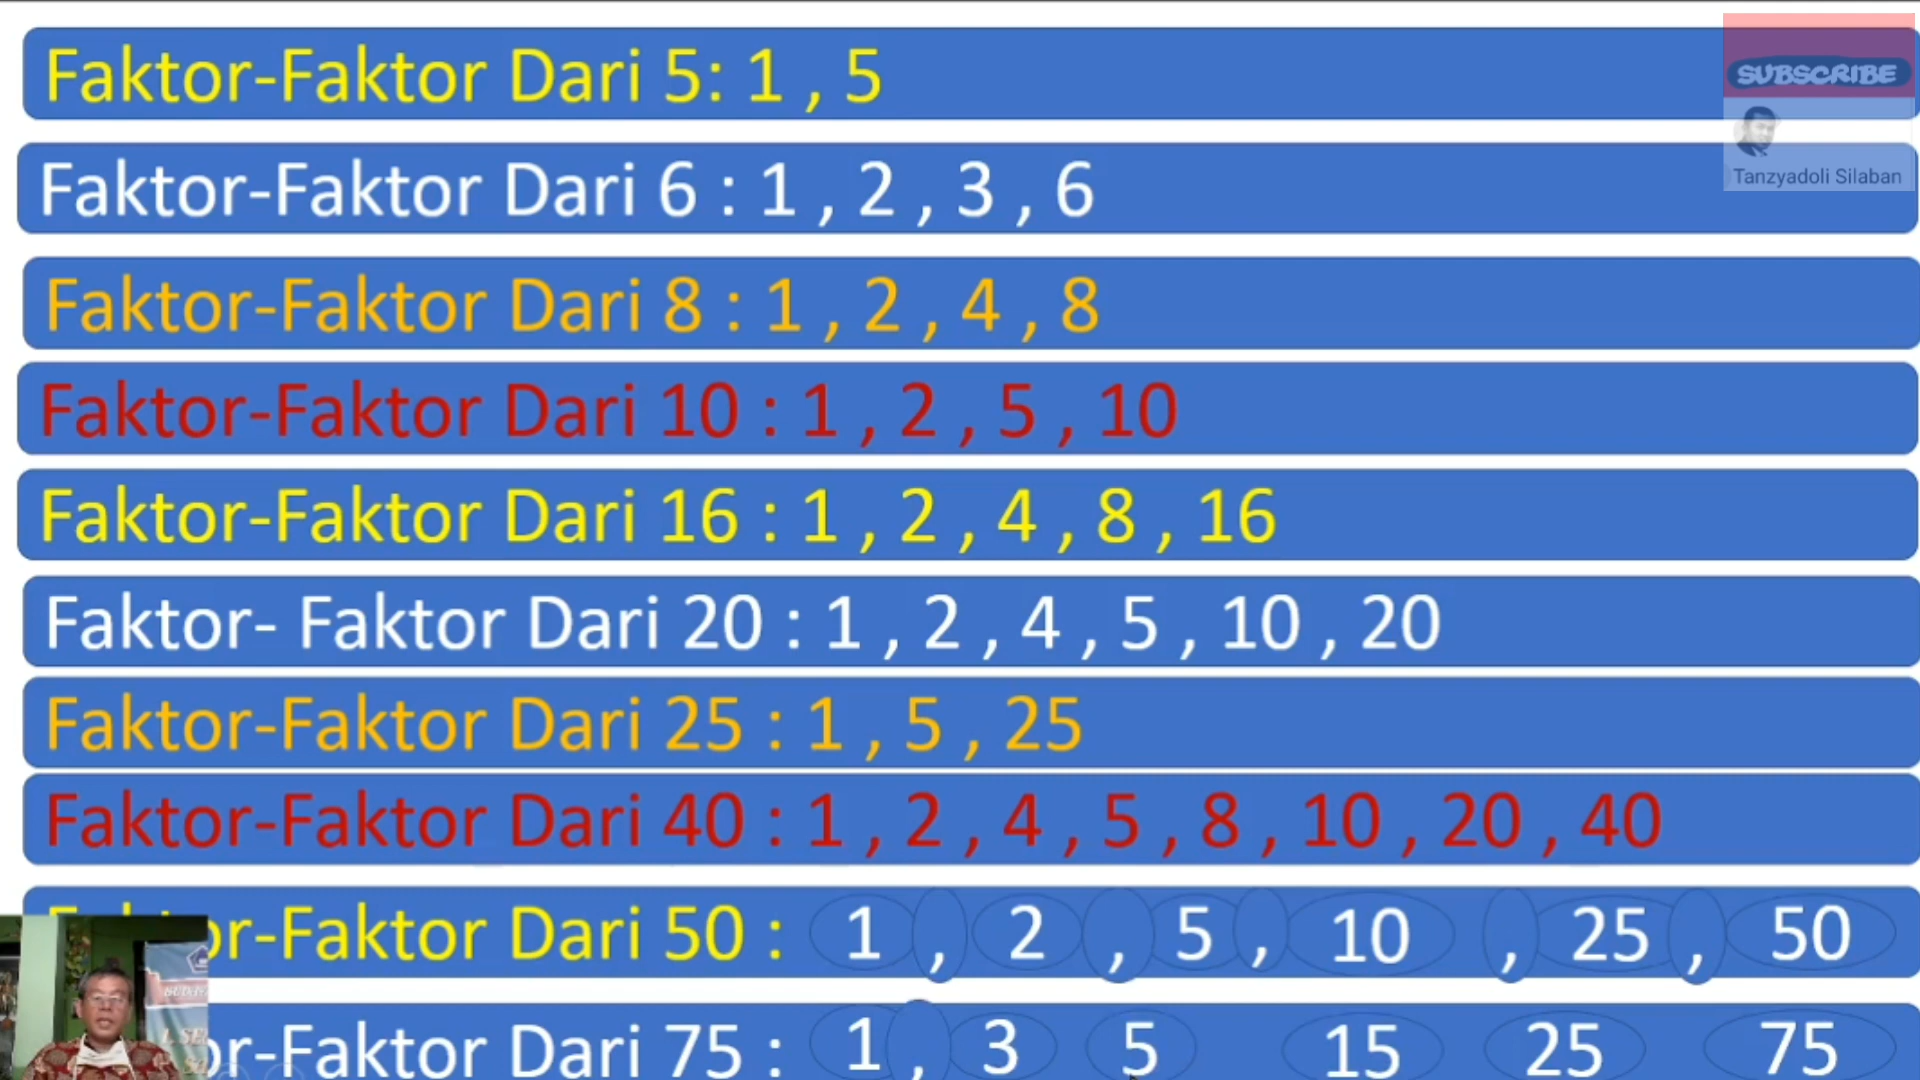 Faktor-Faktor Dari 5: 1 , 5
SUBSCRIBE
Tanzyadoli Silaban
Faktor-Faktor Dari 6 : 1 , 2 , 3 , 6
Faktor-Faktor Dari 8 : 1 , 2 , 4 , 8
Faktor-Faktor Dari 10 : 1 , 2 , 5 , 10
Faktor-Faktor Dari 16 : 1 , 2 , 4 , 8 , 16
Faktor- Faktor Dari 20 : 1 , 2 , 4 , 5 , 10 , 20
Faktor-Faktor Dari 25 : 1 , 5 , 25
Faktor-Faktor Dari 40 : 1 , 2 , 4 , 5 , 8 , 10 , 20 , 40
or-Faktor Dari 50 : 1 , 2 , 5 , 10 , 25 , 50
or-Faktor Dari 75 : 1 , 3 5 15 25 75